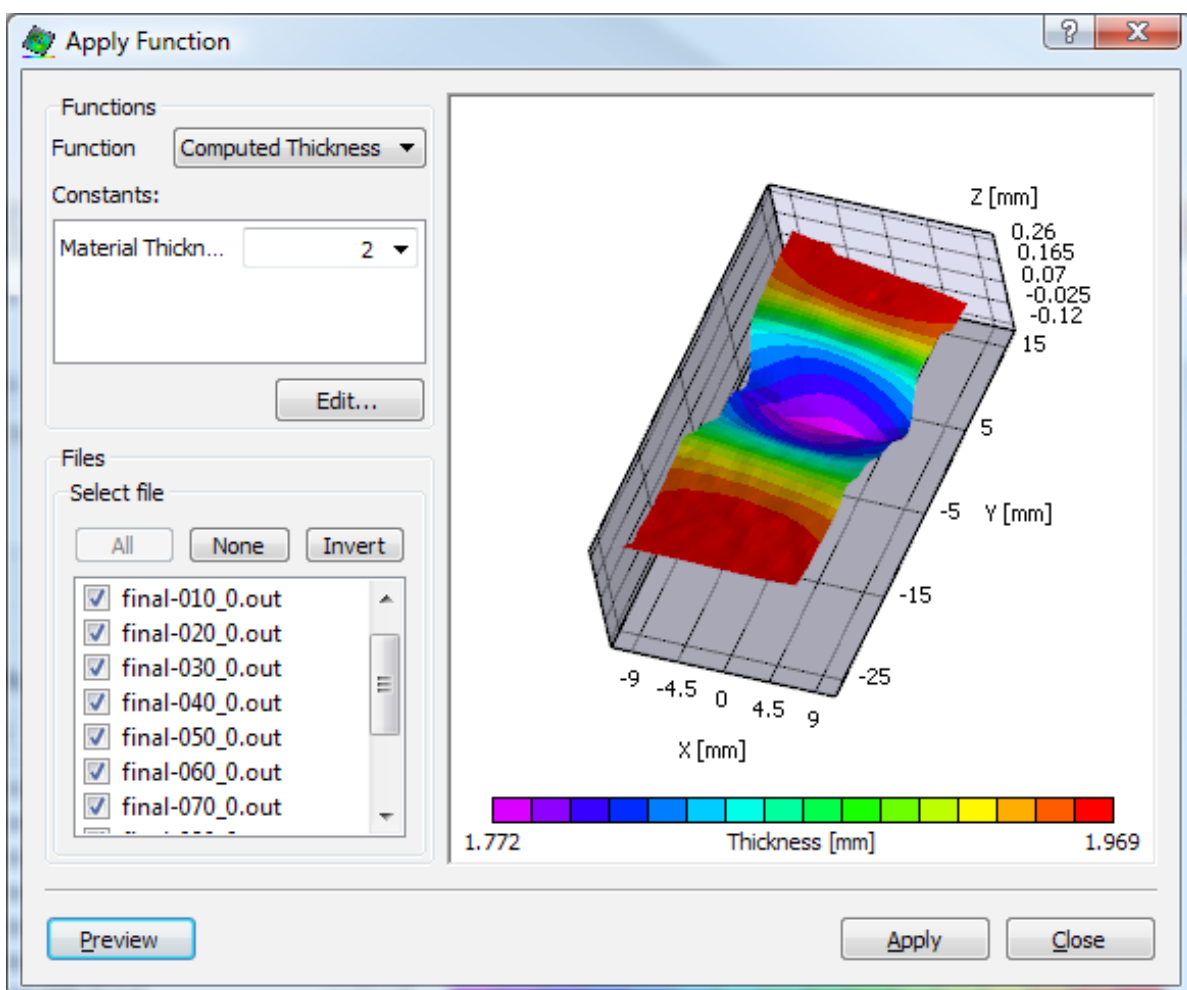 Apply Function
Functions
Function Computed Thickness
Constants:
Material Thickn... 2
Edit...
Files
Select file
All None Invert
final-010_0.out
final-020_0.out
final-030_0.out
final-040_0.out
final-050_0.out
final-060_0.out
final-070_0.out
Z [mm]
0.26
0.165
0.07
-0.025
-0.12
15
5
-5 Y [mm]
-15
-25
-9 -4.5 0 4.5 9
X [mm]
1.772 Thickness [mm] 1.969
Preview Apply Close